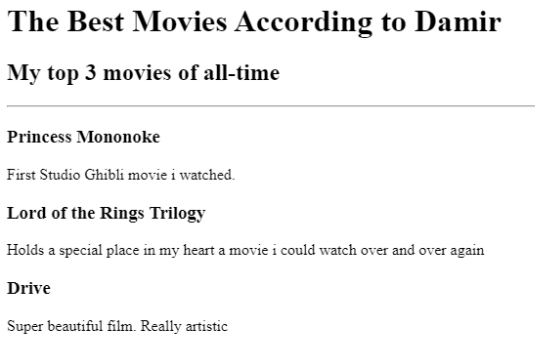 The Best Movies According to Damir
My top 3 movies of all-time
Princess Mononoke
First Studio Ghibli movie i watched.
Lord of the Rings Trilogy
Holds a special place in my heart a movie i could watch over and over again
Drive
Super beautiful film. Really artistic